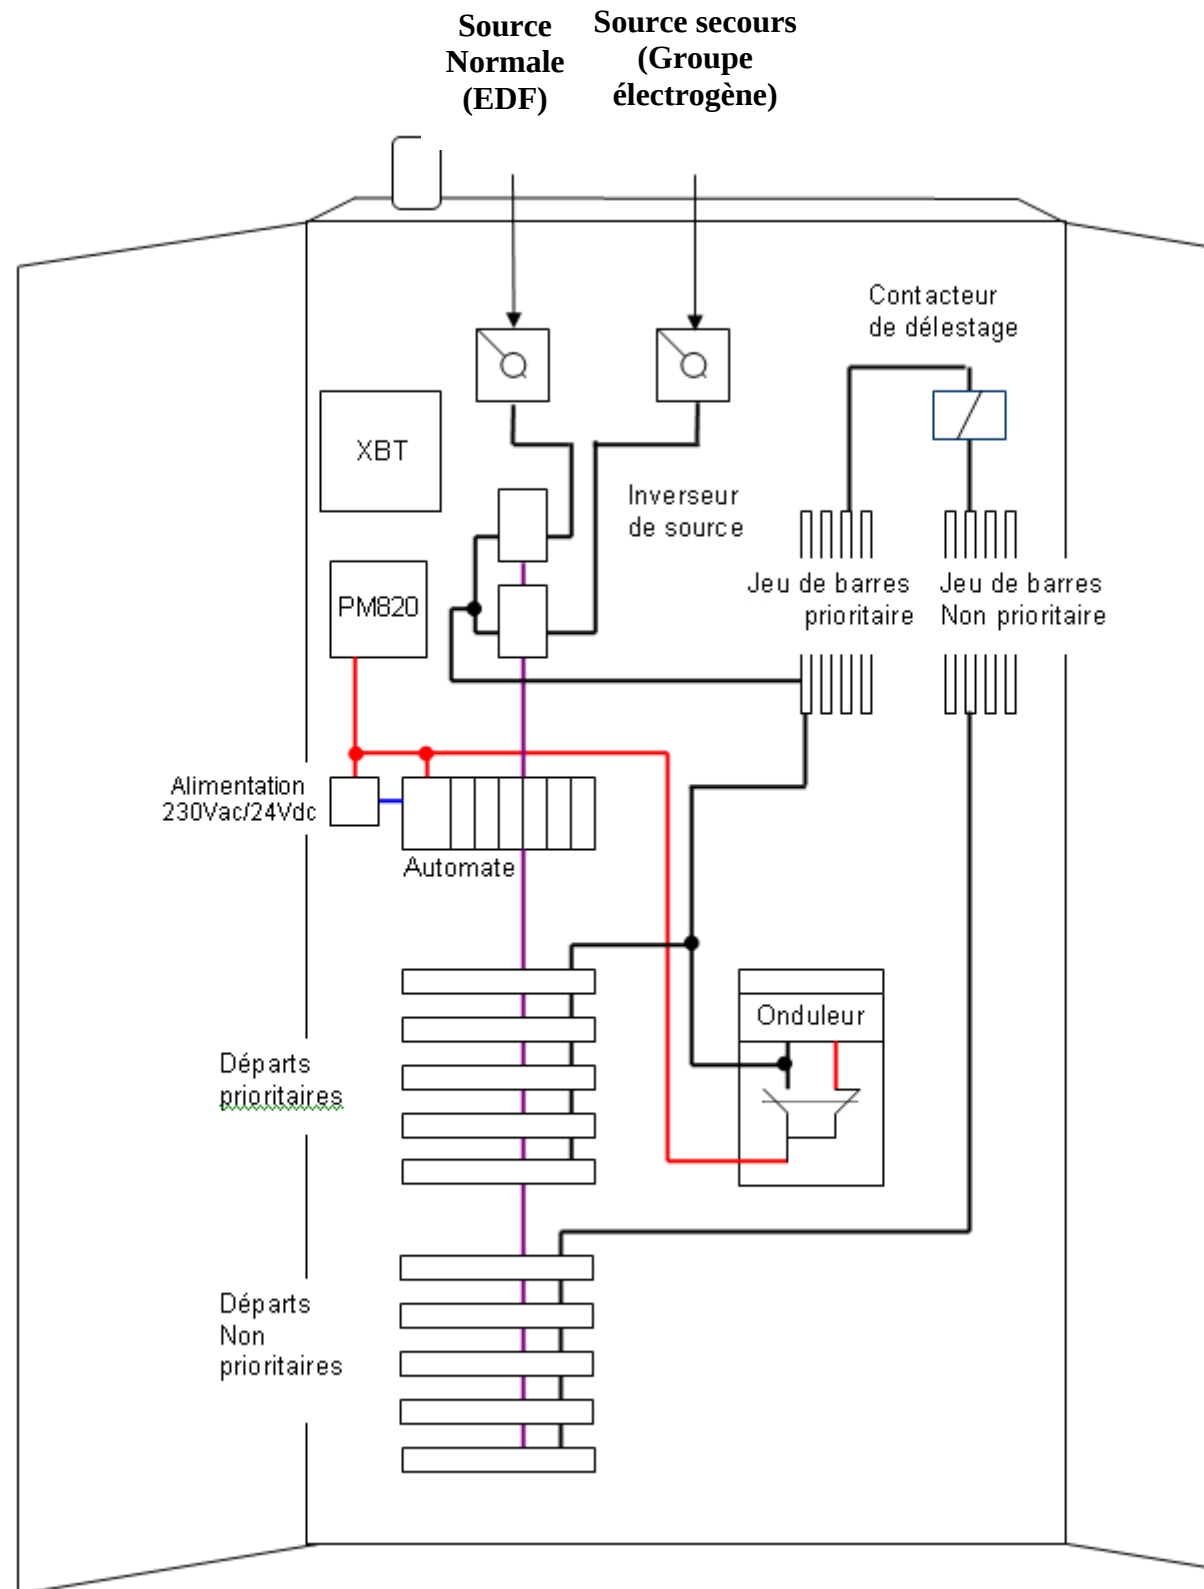 Source
Normale
(EDF)
Source secours
(Groupe
électrogène)
Contacteur
de délestage
XBT
Inverseur
de source
Jeu de barres
prioritaire
Jeu de barres
Non prioritaire
PM820
Alimentation
230Vac/24Vdc
Automate
Onduleur
Départs
prioritaires
Départs
Non
prioritaires